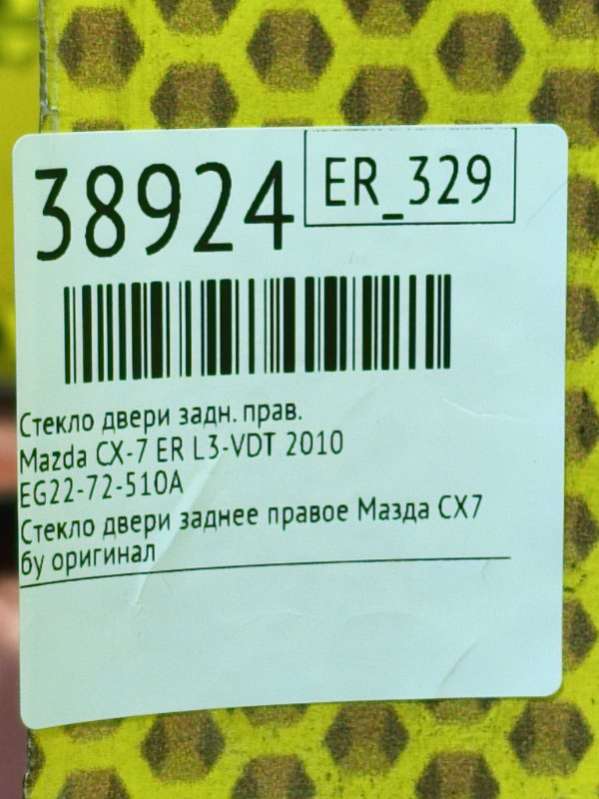 38924
ER_329
Стекло двери задн. прав.
Mazda CX-7 ER L3-VDT 2010
EG22-72-510A
Стекло двери заднее правое Мазда СХ7
бу оригинал